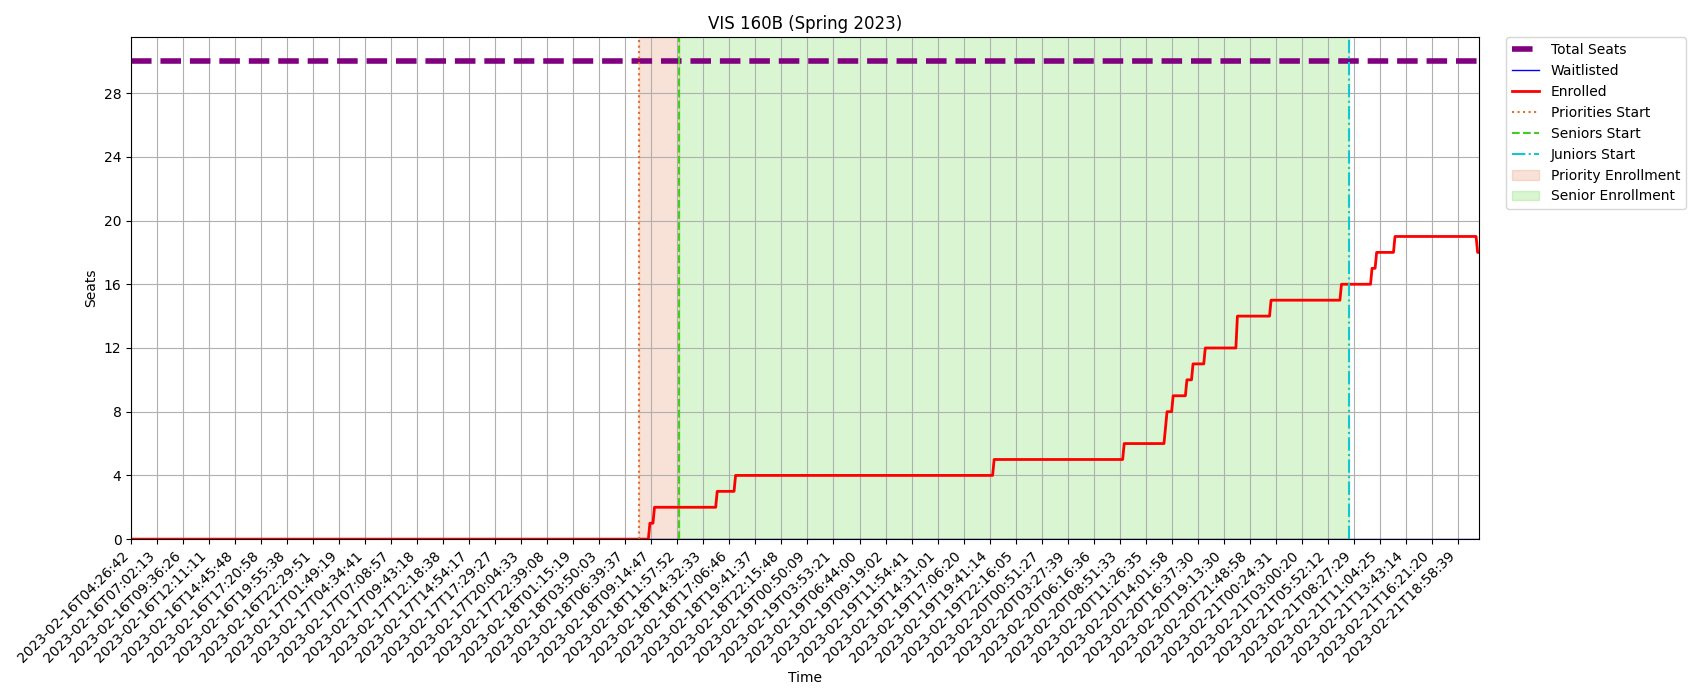 VIS 160B (Spring 2023)
Total Seats
Waitlisted
Enrolled
Priorities Start
Seniors Start
Juniors Start
Priority Enrollment
Senior Enrollment
Seats
28
24
20
16
12
8
4
0
2023-02-16T04:26:42
2023-02-16T07:02:13
2023-02-16T09:36:26
2023-02-16T12:11:11
2023-02-16T14:45:48
2023-02-16T17:20:58
2023-02-16T19:55:38
2023-02-16T22:29:51
2023-02-17T01:49:19
2023-02-17T04:34:41
2023-02-17T07:08:57
2023-02-17T09:43:18
2023-02-17T12:18:38
2023-02-17T14:54:17
2023-02-17T17:29:27
2023-02-17T20:04:33
2023-02-17T22:39:08
2023-02-18T01:15:19
2023-02-18T03:50:03
2023-02-18T06:39:37
2023-02-18T09:14:47
2023-02-18T11:57:52
2023-02-18T14:32:33
2023-02-18T17:06:46
2023-02-18T19:41:37
2023-02-18T22:15:48
2023-02-19T00:50:09
2023-02-19T03:53:21
2023-02-19T06:44:00
2023-02-19T09:19:02
2023-02-19T11:54:41
2023-02-19T14:31:01
2023-02-19T17:06:20
2023-02-19T19:41:14
2023-02-19T22:16:05
2023-02-20T00:51:27
2023-02-20T03:27:39
2023-02-20T06:16:36
2023-02-20T08:51:33
2023-02-20T11:26:35
2023-02-20T14:01:58
2023-02-20T16:37:30
2023-02-20T19:13:30
2023-02-20T21:48:58
2023-02-21T00:24:31
2023-02-21T03:00:20
2023-02-21T05:52:12
2023-02-21T08:27:29
2023-02-21T11:04:25
2023-02-21T13:43:14
2023-02-21T16:21:20
2023-02-21T18:58:39
Time